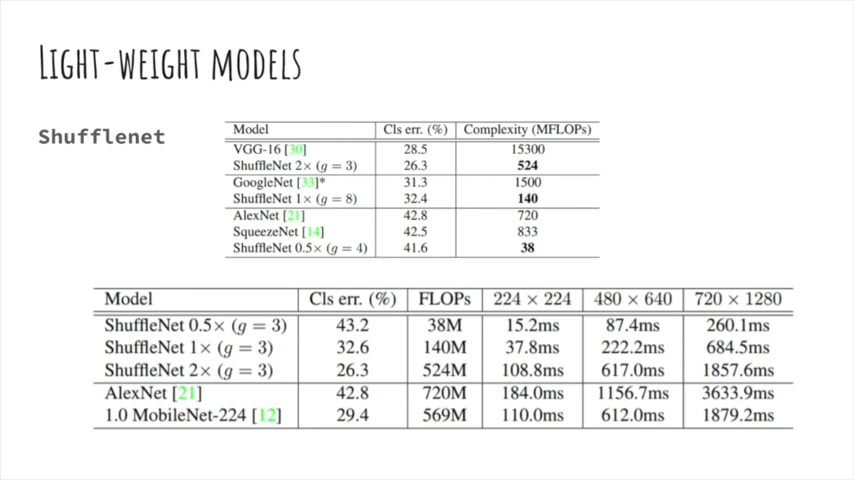 LIGHT-WEIGHT MODELS
Shufflenet
Model Cls err. (%) Complexity (MFLOPs)
VGG-16 [30] 28.5 15300
ShuffleNet 2× (g = 3) 26.3 524
GoogleNet [33]* 31.3 1500
ShuffleNet 1× (g = 8) 32.4 140
AlexNet [21] 42.8 720
SqueezeNet [14] 42.5 833
ShuffleNet 0.5× (g = 4) 41.6 38
Model Cls err. (%) FLOPs 224 × 224 480 × 640 720 × 1280
ShuffleNet 0.5× (g = 3) 43.2 38M 15.2ms 87.4ms 260.1ms
ShuffleNet 1× (g = 3) 32.6 140M 37.8ms 222.2ms 684.5ms
ShuffleNet 2× (g = 3) 26.3 524M 108.8ms 617.0ms 1857.6ms
AlexNet [21] 42.8 720M 184.0ms 1156.7ms 3633.9ms
1.0 MobileNet-224 [12] 29.4 569M 110.0ms 612.0ms 1879.2ms